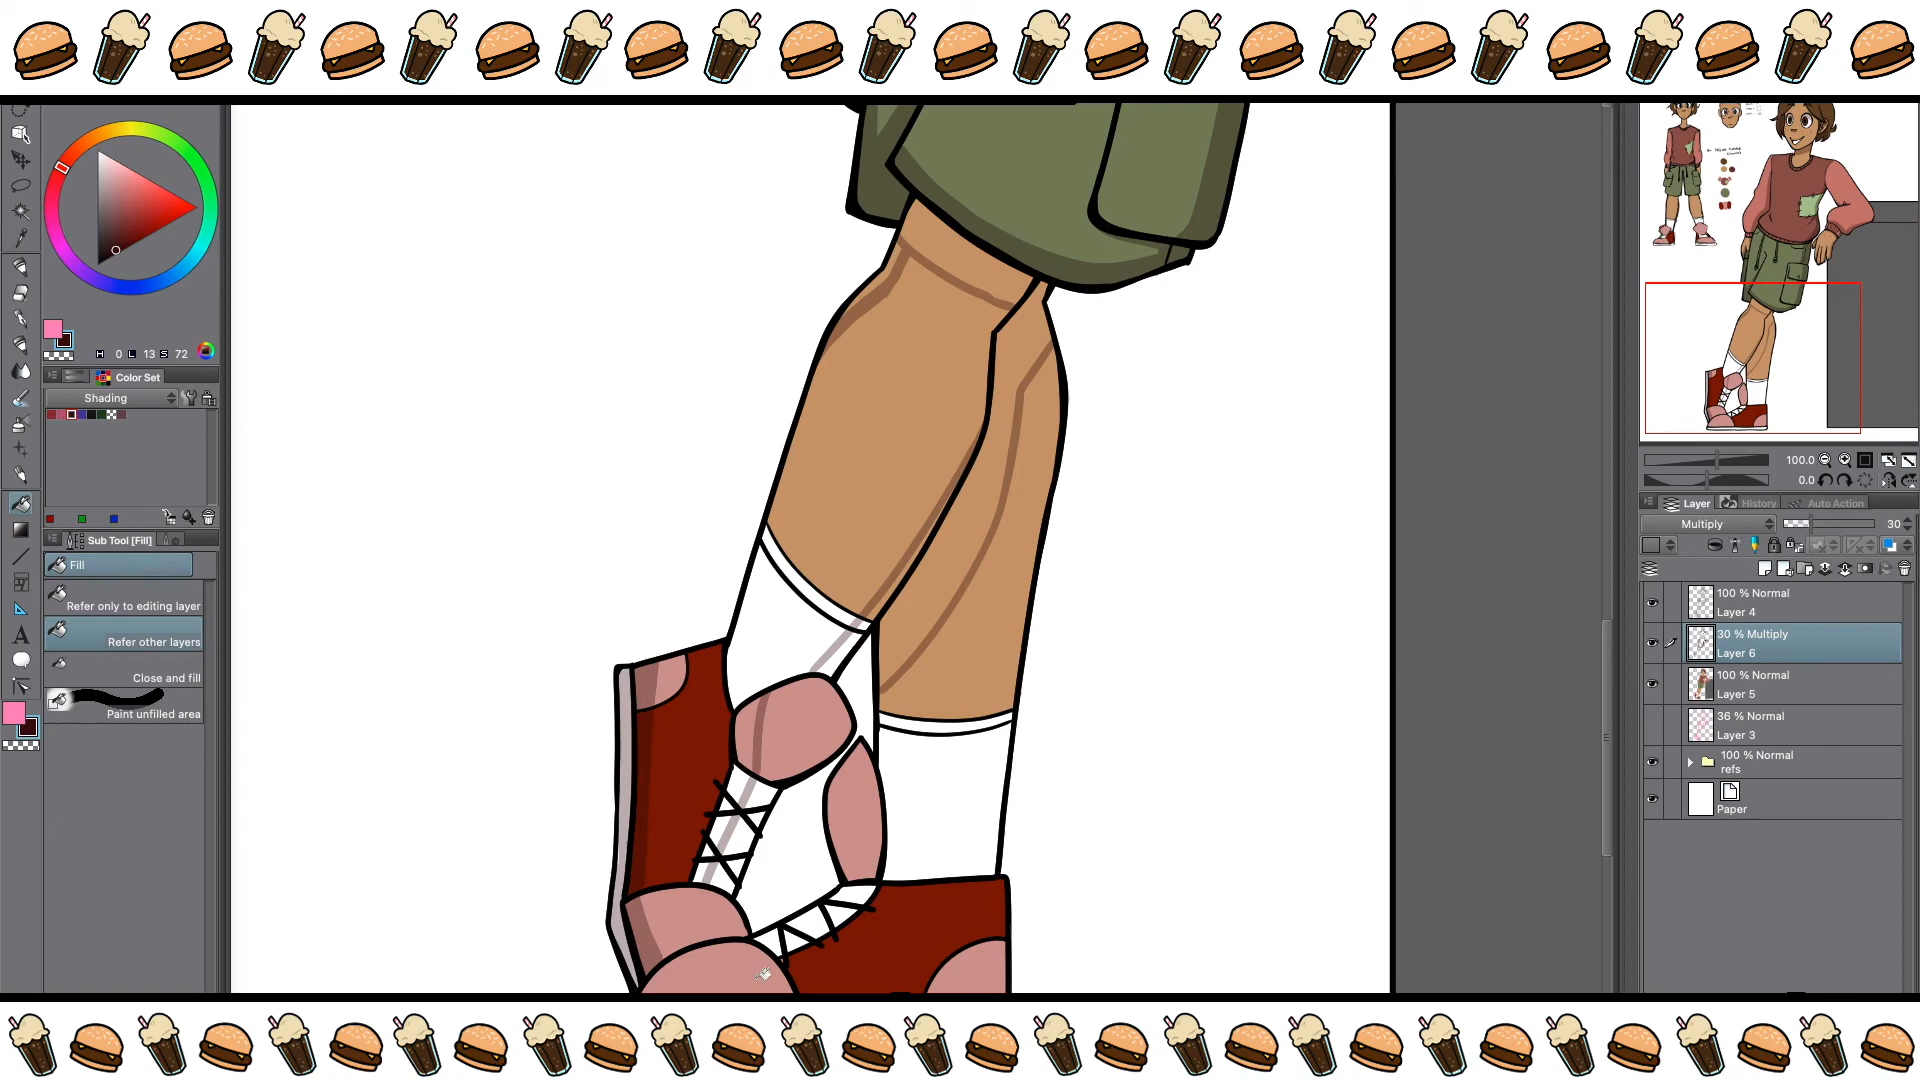 H 0 L 13 S 72
Color Set
Shading
Sub Tool [Fill]
Fill
Refer only to editing layer
Refer other layers
Close and fill
Paint unfilled area
100.0
0.0
Layer
History
Auto Action
Multiply
30
100 % Normal
Layer 4
30 % Multiply
Layer 6
100 % Normal
Layer 5
36 % Normal
Layer 3
100 % Normal
refs
Paper